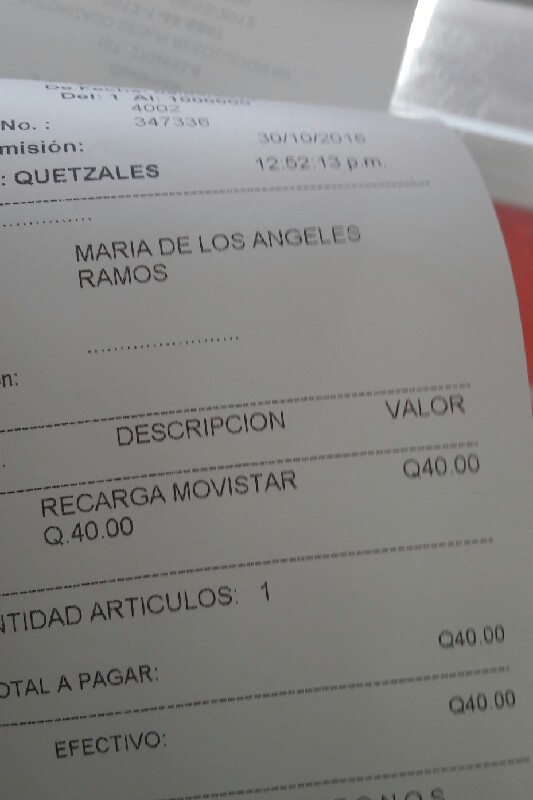 Del: 1 Al: 1000000
4002
No. : 347336
misión: 30/10/2016
: QUETZALES 12:52:13 p.m.
MARIA DE LOS ANGELES
RAMOS
n:
DESCRIPCION VALOR
RECARGA MOVISTAR Q40.00
Q.40.00
NTIDAD ARTICULOS: 1
OTAL A PAGAR: Q40.00
EFECTIVO: Q40.00